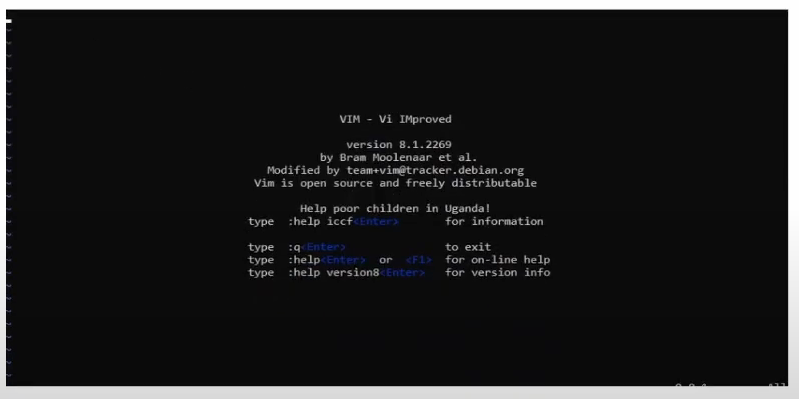 VIM - Vi IMproved
version 8.1.2269
by Bram Moolenaar et al.
Modified by team+vim@tracker.debian.org
Vim is open source and freely distributable
Help poor children in Uganda!
type :help iccf<Enter> for information
type :q<Enter> to exit
type :help<Enter> or <F1> for on-line help
type :help version8<Enter> for version info